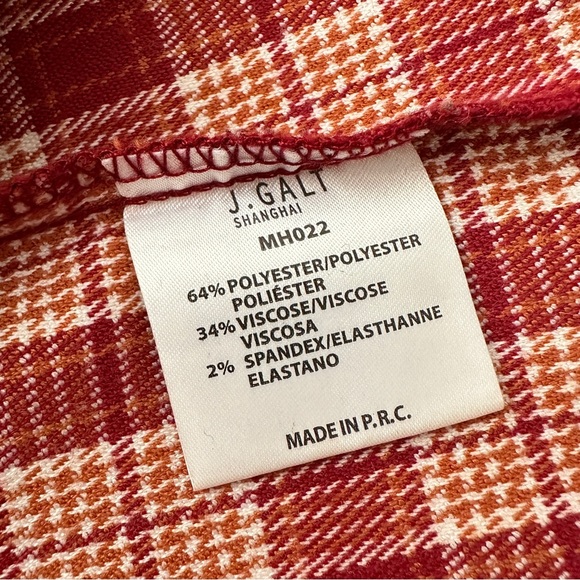 J.GALT
SHANGHAI
MH022
64% POLYESTER/POLYESTER
POLIÉSTER
34% VISCOSE/VISCOSE
VISCOSA
2% SPANDEX/ELASTHANNE
ELASTANO
MADE IN P.R.C.